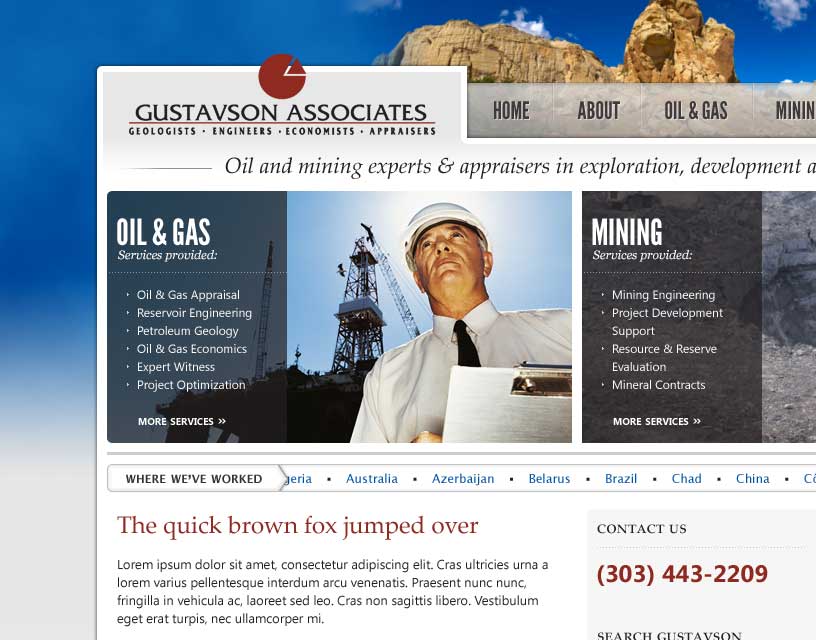 GUSTAVSON ASSOCIATES
GEOLOGISTS · ENGINEERS · ECONOMISTS · APPRAISERS
HOME ABOUT OIL & GAS MININ
Oil and mining experts & appraisers in exploration, development a
OIL & GAS
Services provided:
Oil & Gas Appraisal
Reservoir Engineering
Petroleum Geology
Oil & Gas Economics
Expert Witness
Project Optimization
MORE SERVICES »
MINING
Services provided:
Mining Engineering
Project Development
Support
Resource & Reserve
Evaluation
Mineral Contracts
MORE SERVICES »
WHERE WE'VE WORKED geria ▪ Australia ▪ Azerbaijan ▪ Belarus ▪ Brazil ▪ Chad ▪ China ▪ Cô
The quick brown fox jumped over
Lorem ipsum dolor sit amet, consectetur adipiscing elit. Cras ultricies urna a
lorem varius pellentesque interdum arcu venenatis. Praesent nunc nunc,
fringilla in vehicula ac, laoreet sed leo. Cras non sagittis libero. Vestibulum
eget erat turpis, nec ullamcorper mi.
CONTACT US
(303) 443-2209
SEARCH GUSTAVSON